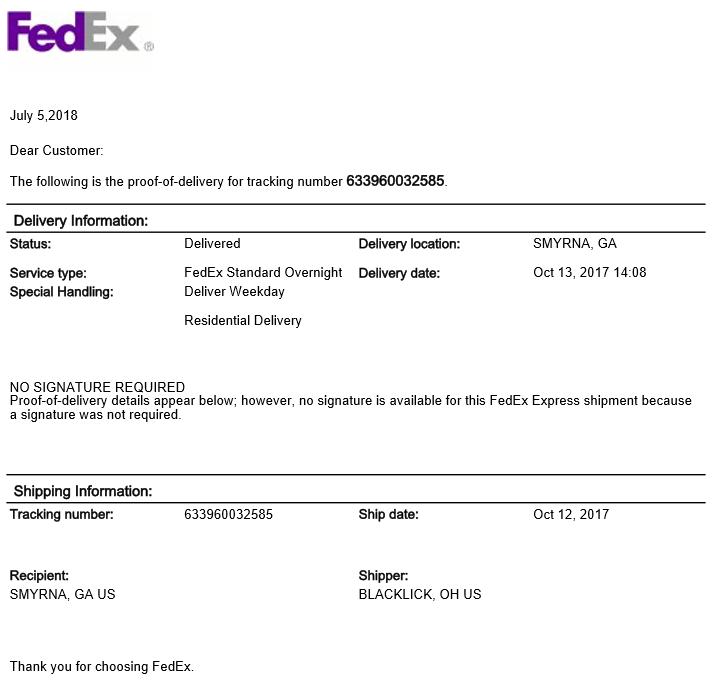 FedEx ®
July 5,2018
Dear Customer:
The following is the proof-of-delivery for tracking number 633960032585.
Delivery Information:
Status: Delivered Delivery location: SMYRNA, GA
Service type: FedEx Standard Overnight Delivery date: Oct 13, 2017 14:08
Special Handling: Deliver Weekday
Residential Delivery
NO SIGNATURE REQUIRED
Proof-of-delivery details appear below; however, no signature is available for this FedEx Express shipment because
a signature was not required.
Shipping Information:
Tracking number: 633960032585 Ship date: Oct 12, 2017
Recipient: Shipper:
SMYRNA, GA US BLACKLICK, OH US
Thank you for choosing FedEx.